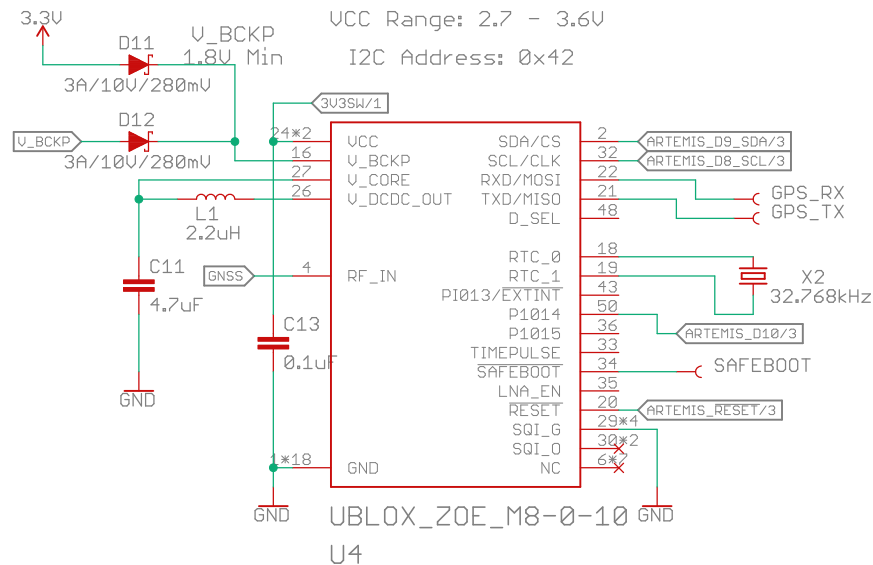 3.3V
VCC Range: 2.7 - 3.6V
D11
V_BCKP
1.8V Min
I2C Address: 0x42
3A/10V/280mV
3V3SW/1
D12
V_BCKP
3A/10V/280mV
24*2
VCC
16
V_BCKP
27
V_CORE
26
V_DCDC_OUT
4
RF_IN
1*18
GND
SDA/CS
2
ARTEMIS_D9_SDA/3
SCL/CLK
32
ARTEMIS_D8_SCL/3
RXD/MOSI
22
GPS_RX
TXD/MISO
21
GPS_TX
D_SEL
48
RTC_0
18
RTC_1
19
X2
32.768kHz
PIO13/EXTINT
43
P1014
50
ARTEMIS_D10/3
P1015
36
TIMEPULSE
33
SAFEBOOT
34
SAFEBOOT
LNA_EN
35
RESET
20
ARTEMIS_RESET/3
SQI_G
29*4
SQI_O
30*2
NC
6*7
L1
2.2uH
C11
4.7uF
GNSS
C13
0.1uF
GND
GND
GND
UBLOX_ZOE_M8-0-10
U4